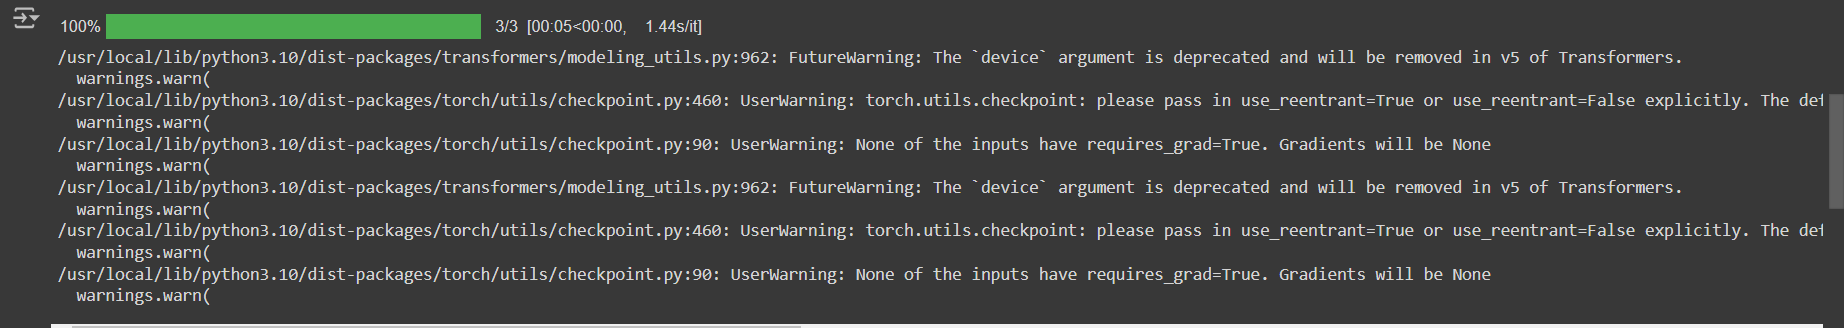 100% 3/3 [00:05<00:00, 1.44s/it]
/usr/local/lib/python3.10/dist-packages/transformers/modeling_utils.py:962: FutureWarning: The `device` argument is deprecated and will be removed in v5 of Transformers.
  warnings.warn(
/usr/local/lib/python3.10/dist-packages/torch/utils/checkpoint.py:460: UserWarning: torch.utils.checkpoint: please pass in use_reentrant=True or use_reentrant=False explicitly. The def
  warnings.warn(
/usr/local/lib/python3.10/dist-packages/torch/utils/checkpoint.py:90: UserWarning: None of the inputs have requires_grad=True. Gradients will be None
  warnings.warn(
/usr/local/lib/python3.10/dist-packages/transformers/modeling_utils.py:962: FutureWarning: The `device` argument is deprecated and will be removed in v5 of Transformers.
  warnings.warn(
/usr/local/lib/python3.10/dist-packages/torch/utils/checkpoint.py:460: UserWarning: torch.utils.checkpoint: please pass in use_reentrant=True or use_reentrant=False explicitly. The def
  warnings.warn(
/usr/local/lib/python3.10/dist-packages/torch/utils/checkpoint.py:90: UserWarning: None of the inputs have requires_grad=True. Gradients will be None
  warnings.warn(